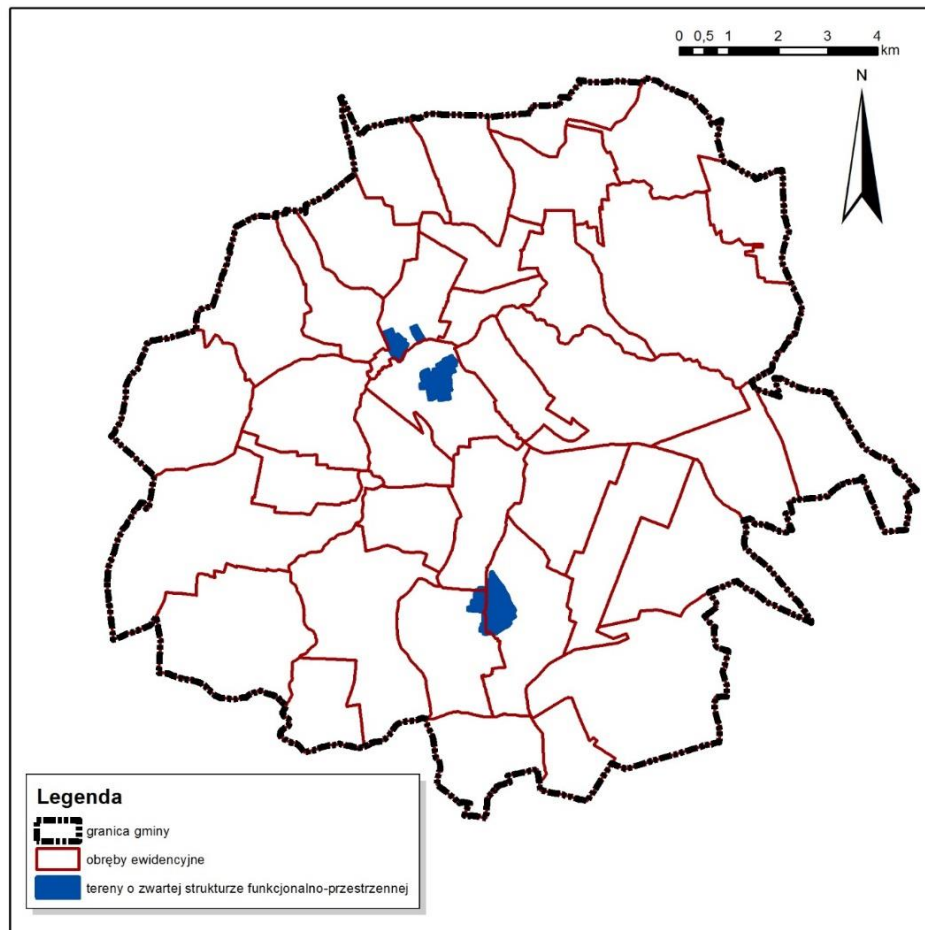 0 0,5 1 2 3 4
km
N
Legenda
granica gminy
obręby ewidencyjne
tereny o zwartej strukturze funkcjonalno-przestrzennej